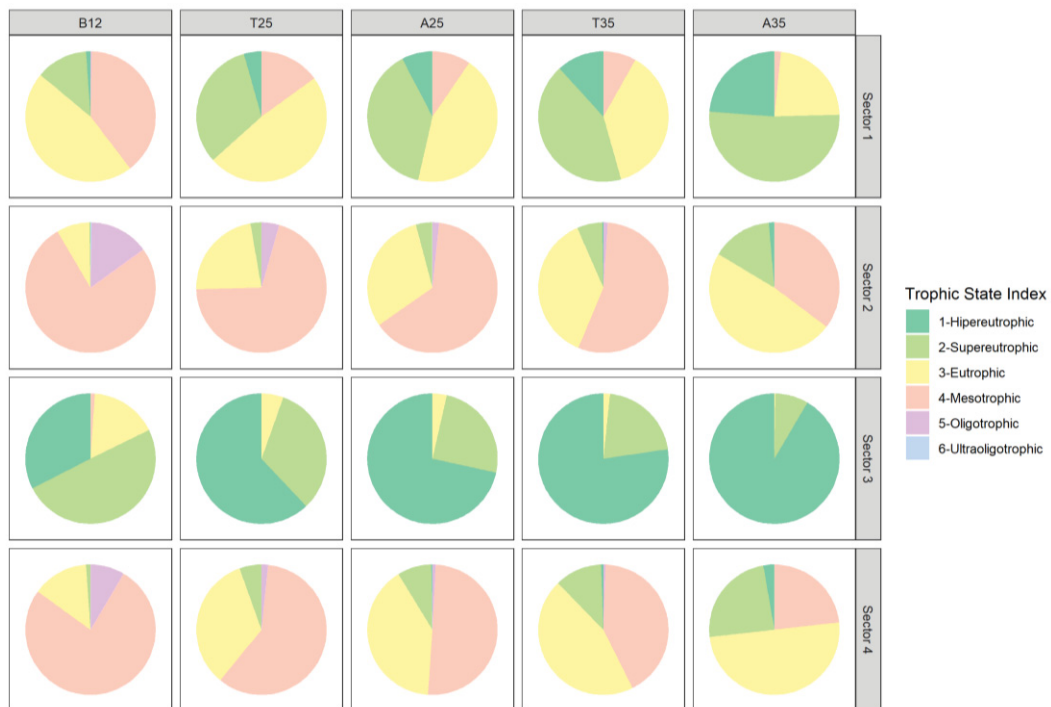 B12
T25
A25
T35
A35
Sector 1
Sector 2
Sector 3
Sector 4
Trophic State Index
1-Hipereutrophic
2-Supereutrophic
3-Eutrophic
4-Mesotrophic
5-Oligotrophic
6-Ultraoligotrophic